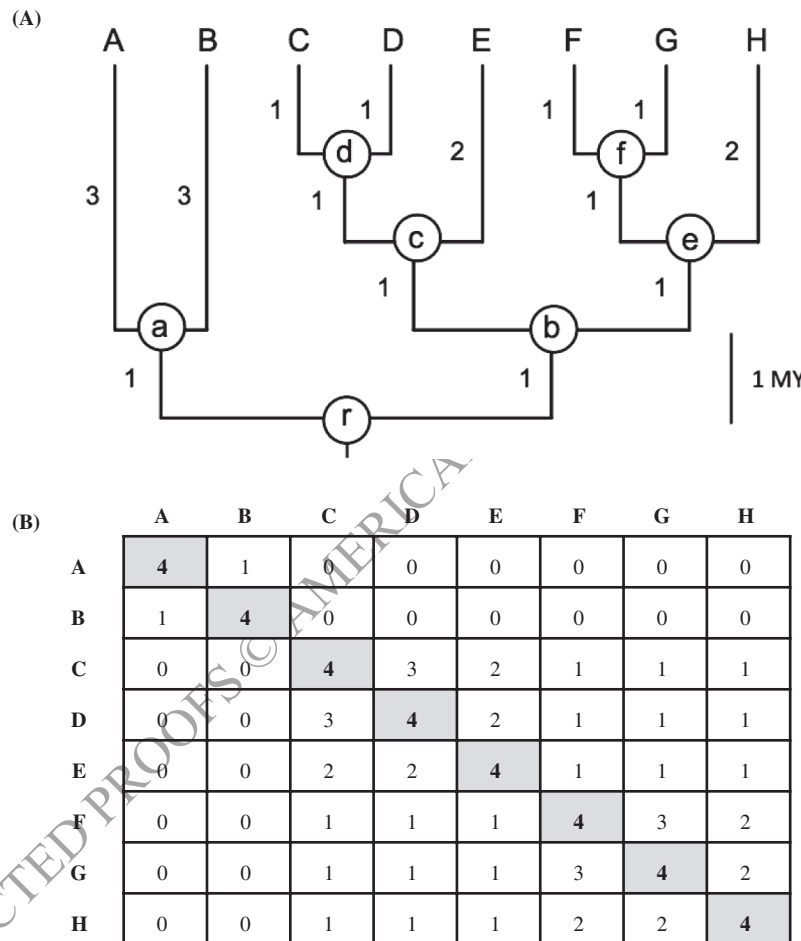 (A)
A B C D E F G H
1 1 1 1
3 3 2 2
d f
1 1
c e
1 1
a b
1 1 1 MY
r
(B)
A B C D E F G H
A 4 1 0 0 0 0 0 0
B 1 4 0 0 0 0 0 0
C 0 0 4 3 2 1 1 1
D 0 0 3 4 2 1 1 1
E 0 0 2 2 4 1 1 1
F 0 0 1 1 1 4 3 2
G 0 0 1 1 1 3 4 2
H 0 0 1 1 1 2 2 4
CTED PROOFS © AMERICA